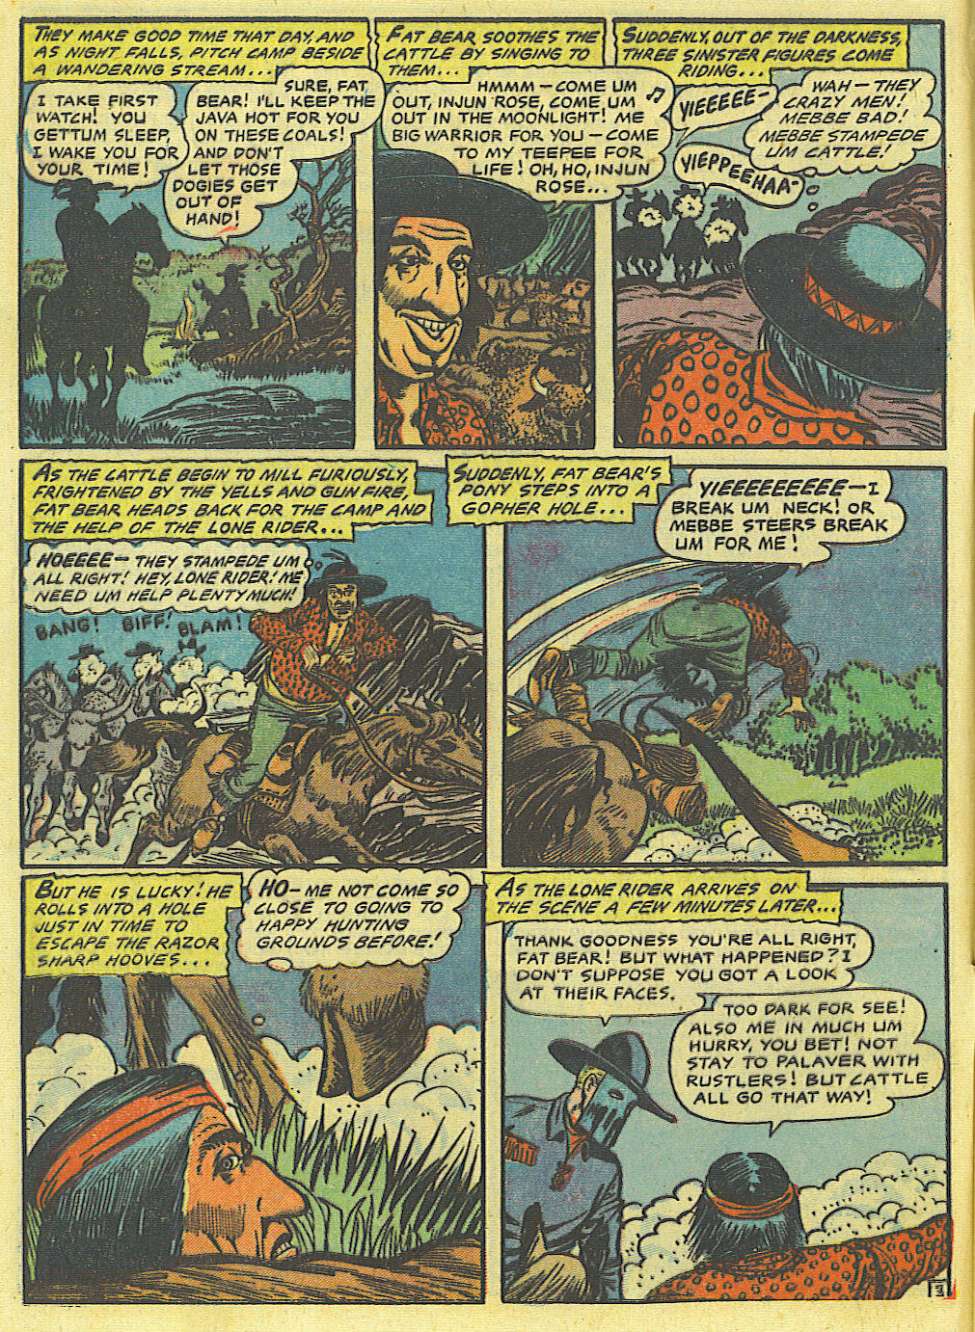 THEY MAKE GOOD TIME THAT DAY, AND
AS NIGHT FALLS, PITCH CAMP BESIDE
A WANDERING STREAM...
I TAKE FIRST
WATCH! YOU
GETTUM SLEEP,
I WAKE YOU FOR
YOUR TIME!
SURE, FAT
BEAR! I'LL KEEP THE
JAVA HOT FOR YOU
ON THESE COALS!
AND DON'T
LET THOSE
DOGIES GET
OUT OF
HAND!
FAT BEAR SOOTHES THE
CATTLE BY SINGING TO
THEM...
HMMM - COME UM
OUT, INJUN ROSE, COME UM
OUT IN THE MOONLIGHT! ME
BIG WARRIOR FOR YOU - COME
TO MY TEEPEE FOR
LIFE! OH, HO, INJUN
ROSE...
SUDDENLY, OUT OF THE DARKNESS,
THREE SINISTER FIGURES COME
RIDING...
YIEEEEE-
YIEPPEEHAA-
WAH - THEY
CRAZY MEN!
MEBBE BAD!
MEBBE STAMPEDE
UM CATTLE!
AS THE CATTLE BEGIN TO MILL FURIOUSLY,
FRIGHTENED BY THE YELLS AND GUN FIRE,
FAT BEAR HEADS BACK FOR THE CAMP AND
THE HELP OF THE LONE RIDER...
HOEEEE - THEY STAMPEDE UM
ALL RIGHT! HEY, LONE RIDER! ME
NEED UM HELP PLENTY MUCH!
BANG! BIFF! BLAM!
SUDDENLY, FAT BEAR'S
PONY STEPS INTO A
GOPHER HOLE...
YIEEEEEEEEE - I
BREAK UM NECK! OR
MEBBE STEERS BREAK
UM FOR ME!
BUT HE IS LUCKY! HE
ROLLS INTO A HOLE
JUST IN TIME TO
ESCAPE THE RAZOR
SHARP HOOVES...
HO - ME NOT COME SO
CLOSE TO GOING TO
HAPPY HUNTING
GROUNDS BEFORE!
AS THE LONE RIDER ARRIVES ON
THE SCENE A FEW MINUTES LATER...
THANK GOODNESS YOU'RE ALL RIGHT,
FAT BEAR! BUT WHAT HAPPENED? I
DON'T SUPPOSE YOU GOT A LOOK
AT THEIR FACES.
TOO DARK FOR SEE!
ALSO ME IN MUCH UM
HURRY, YOU BET! NOT
STAY TO PALAVER WITH
RUSTLERS! BUT CATTLE
ALL GO THAT WAY!
3